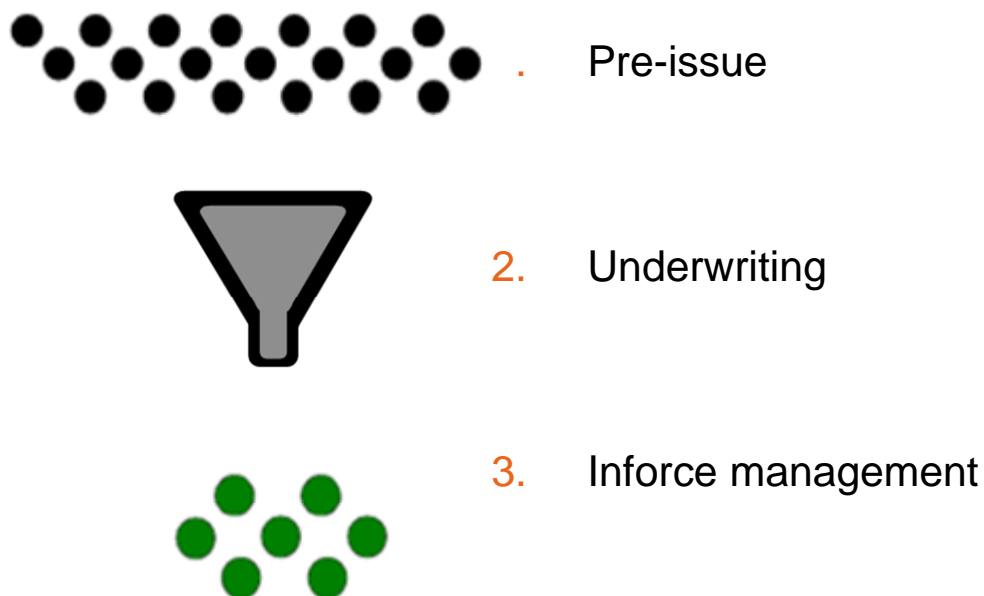 . Pre-issue
2. Underwriting
3. Inforce management